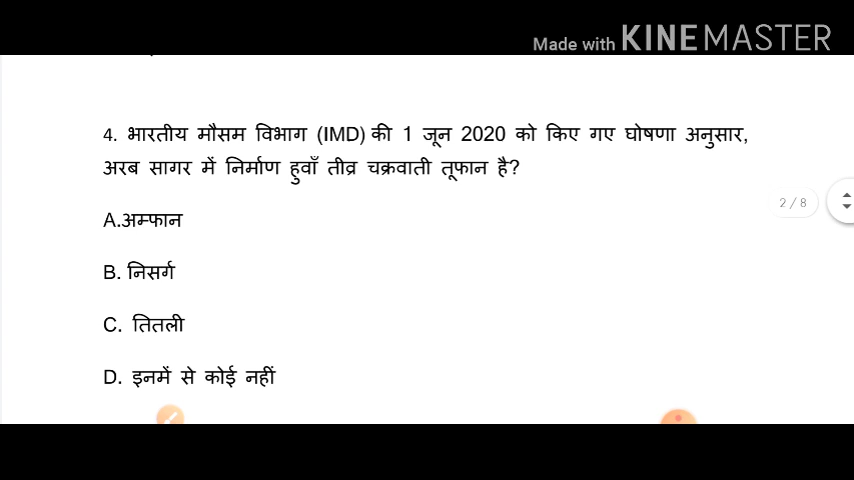 Made with KINEMASTER
4. भारतीय मौसम विभाग (IMD) की 1 जून 2020 को किए गए घोषणा अनुसार,
अरब सागर में निर्माण हुवाँ तीव्र चक्रवाती तूफान है?
2 / 8
A.अम्फान
B. निसर्ग
C. तितली
D. इनमें से कोई नहीं